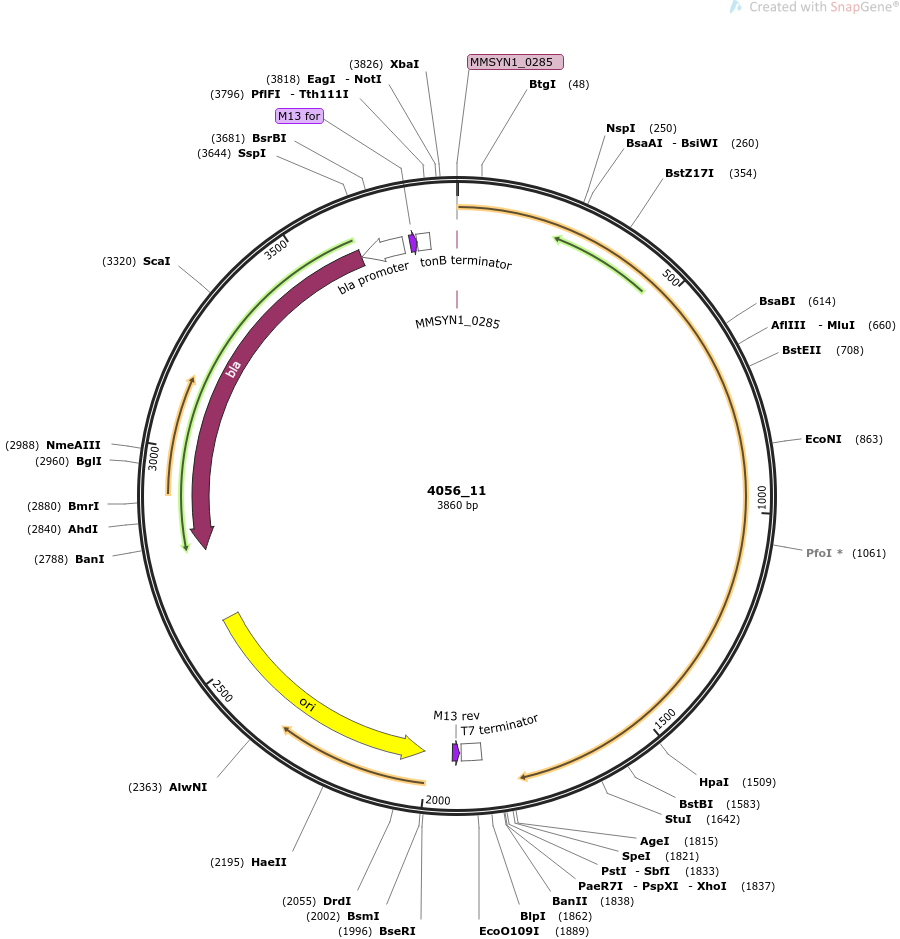 Created with SnapGene®
(3826) XbaI
MMSYN1_0285
(3818) EagI - NotI
BtgI (48)
(3796) PflFI - Tth111I
M13 for
NspI (250)
(3681) BsrBI
BsaAI - BsiWI (260)
(3644) SspI
BstZ17I (354)
3500
tonB terminator
bla promoter
(3320) ScaI
500
BsaBI (614)
MMSYN1_0285
AflIII - MluI (660)
BstEII (708)
bla
EcoNI (863)
(2988) NmeAIII
3000
(2960) BglI
4056_11
3860 bp
1000
(2880) BmrI
(2840) AhdI
PfoI * (1061)
(2788) BanI
2500
ori
M13 rev
T7 terminator
1500
(2363) AlwNI
2000
HpaI (1509)
BstBI (1583)
StuI (1642)
AgeI (1815)
(2195) HaeII
SpeI (1821)
PstI - SbfI (1833)
PaeR7I - PspXI - XhoI (1837)
(2055) DrdI
BanII (1838)
(2002) BsmI
BlpI (1862)
(1996) BseRI
EcoO109I (1889)